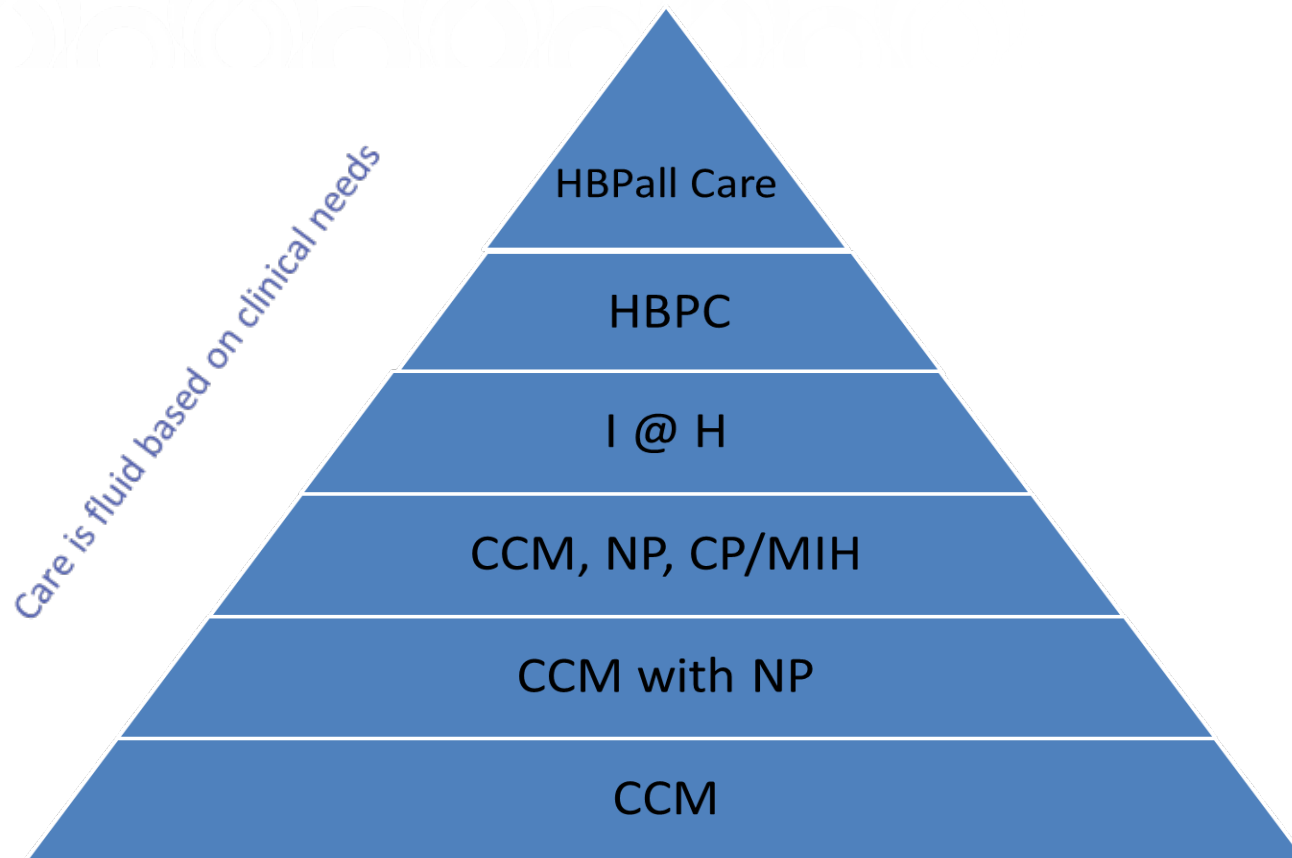 Care is fluid based on clinical needs
HBPall Care
HBPC
I @ H
CCM, NP, CP/MIH
CCM with NP
CCM